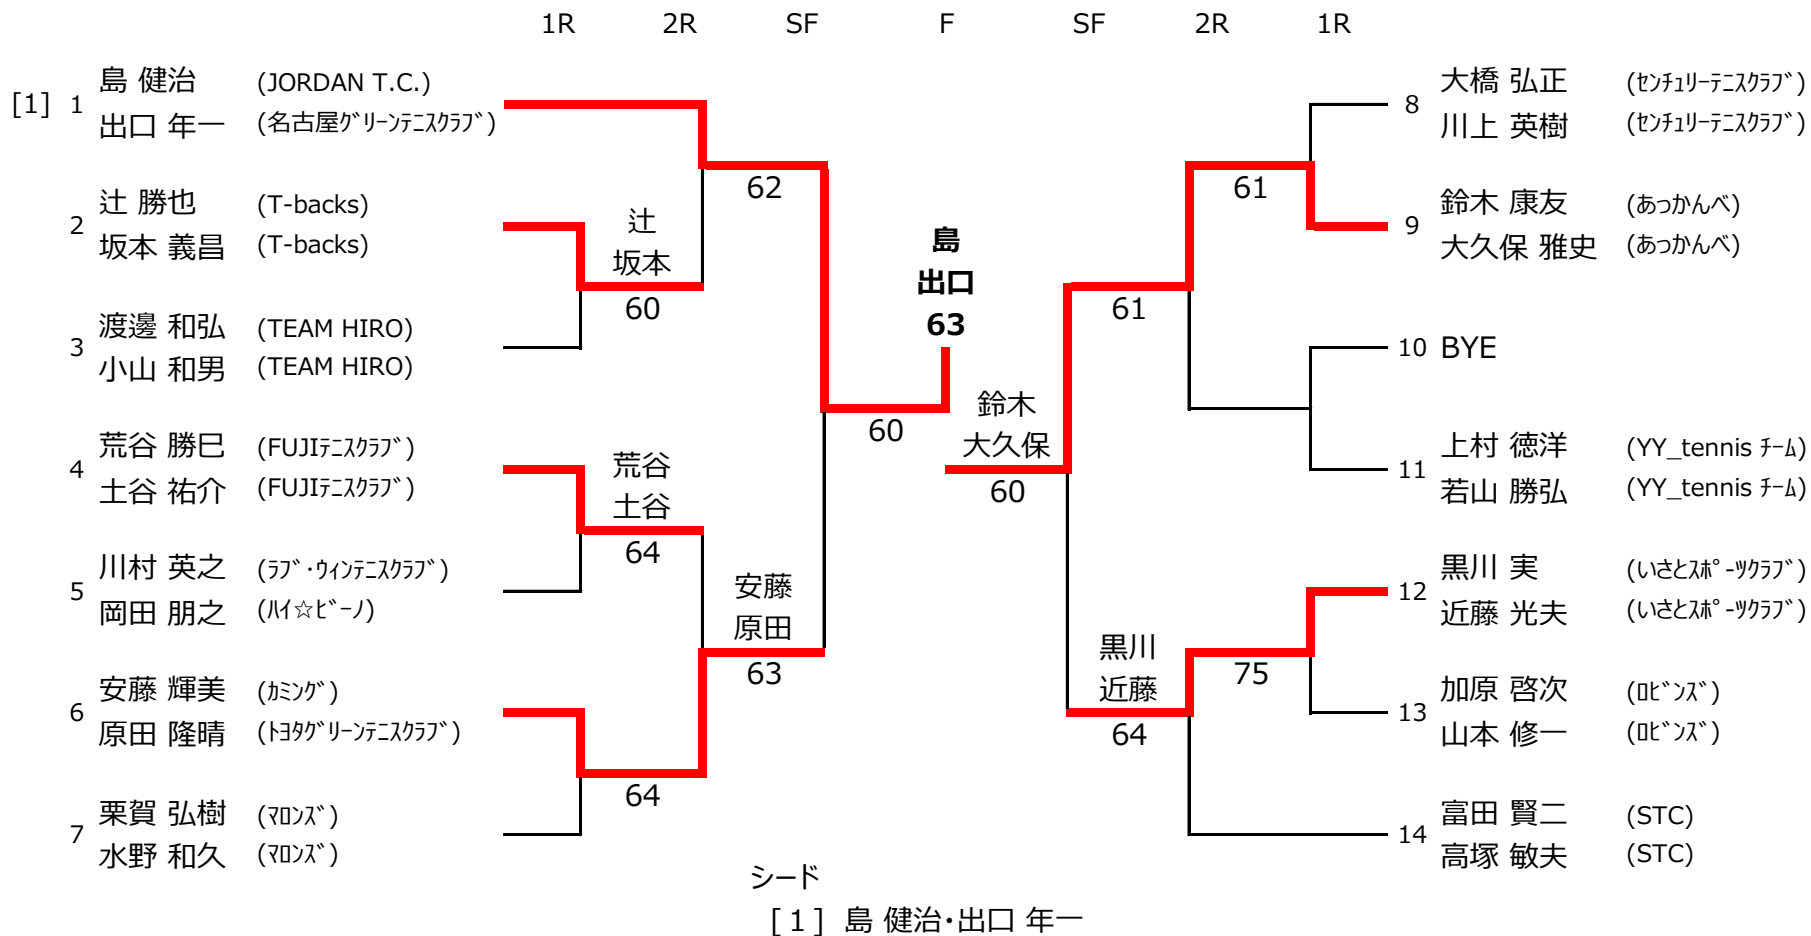 1R 2R SF F SF 2R 1R
[1] 1 島 健治 (JORDAN T.C.)
出口 年一 (名古屋ｸﾞﾘｰﾝﾃﾆｽｸﾗﾌﾞ)
2 辻 勝也 (T-backs)
坂本 義昌 (T-backs)
3 渡邊 和弘 (TEAM HIRO)
小山 和男 (TEAM HIRO)
4 荒谷 勝巳 (FUJIﾃﾆｽｸﾗﾌﾞ)
土谷 祐介 (FUJIﾃﾆｽｸﾗﾌﾞ)
5 川村 英之 (ﾗﾌﾞ･ｳｨﾝﾃﾆｽｸﾗﾌﾞ)
岡田 朋之 (ﾊｲ☆ﾋﾞｰﾉ)
6 安藤 輝美 (ｶﾐﾝｸﾞ)
原田 隆晴 (ﾄﾖﾀｸﾞﾘｰﾝﾃﾆｽｸﾗﾌﾞ)
7 栗賀 弘樹 (ﾏﾛﾝｽﾞ)
水野 和久 (ﾏﾛﾝｽﾞ)
辻
坂本
60
荒谷
土谷
64
64
62
安藤
原田
63
60
島
出口
63
鈴木
大久保
60
61
黒川
近藤
64
61
75
8 大橋 弘正 (ｾﾝﾁｭﾘｰﾃﾆｽｸﾗﾌﾞ)
川上 英樹 (ｾﾝﾁｭﾘｰﾃﾆｽｸﾗﾌﾞ)
9 鈴木 康友 (あっかんべ)
大久保 雅史 (あっかんべ)
10 BYE
11 上村 徳洋 (YY_tennis ﾁｰﾑ)
若山 勝弘 (YY_tennis ﾁｰﾑ)
12 黒川 実 (いさとｽﾎﾟｰﾂｸﾗﾌﾞ)
近藤 光夫 (いさとｽﾎﾟｰﾂｸﾗﾌﾞ)
13 加原 啓次 (ﾛﾋﾞﾝｽﾞ)
山本 修一 (ﾛﾋﾞﾝｽﾞ)
14 富田 賢二 (STC)
高塚 敏夫 (STC)
シード
[ 1 ] 島 健治・出口 年一